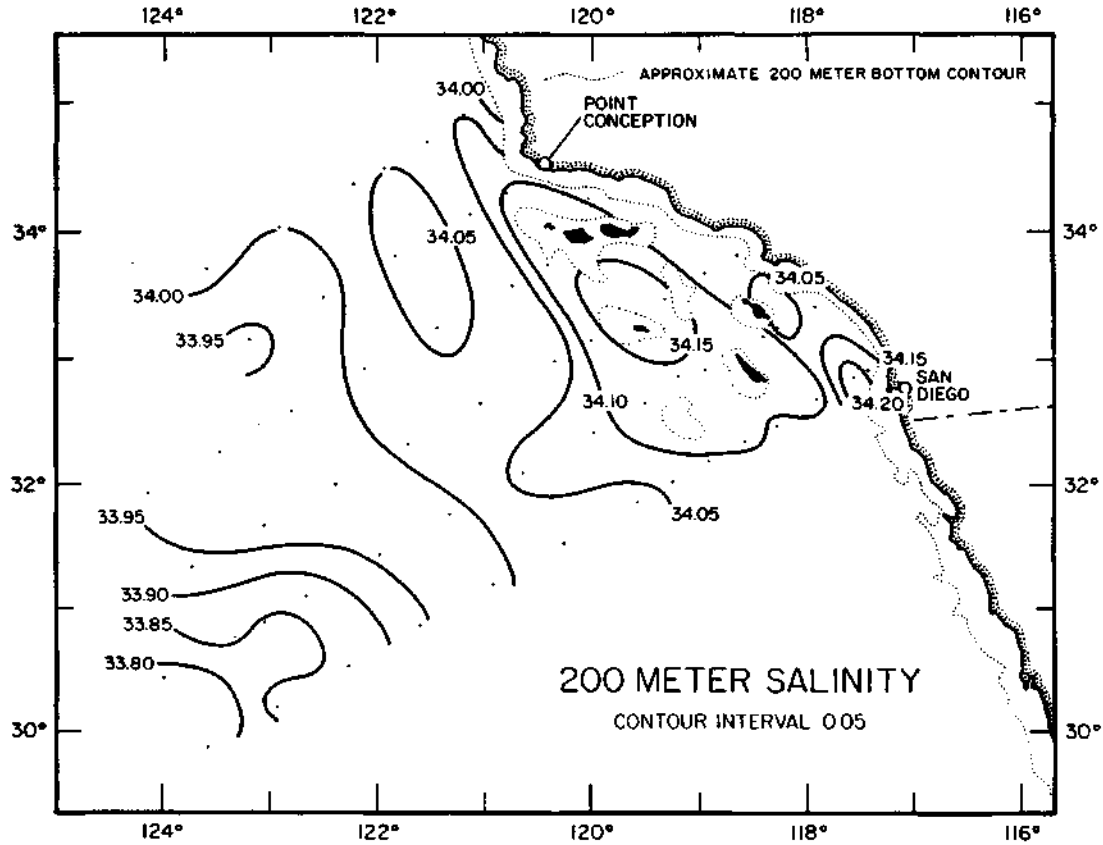 124° 122° 120° 118° 116°
APPROXIMATE 200 METER BOTTOM CONTOUR
34.00
POINT
CONCEPTION
34° 34.05 34°
34.05
34.00
33.95
34.15
34.15
SAN
DIEGO
34.10
34.20
32° 32°
34.05
33.95
33.90
33.85
33.80
200 METER SALINITY
CONTOUR INTERVAL 0.05
30° 30°
124° 122° 120° 118° 116°